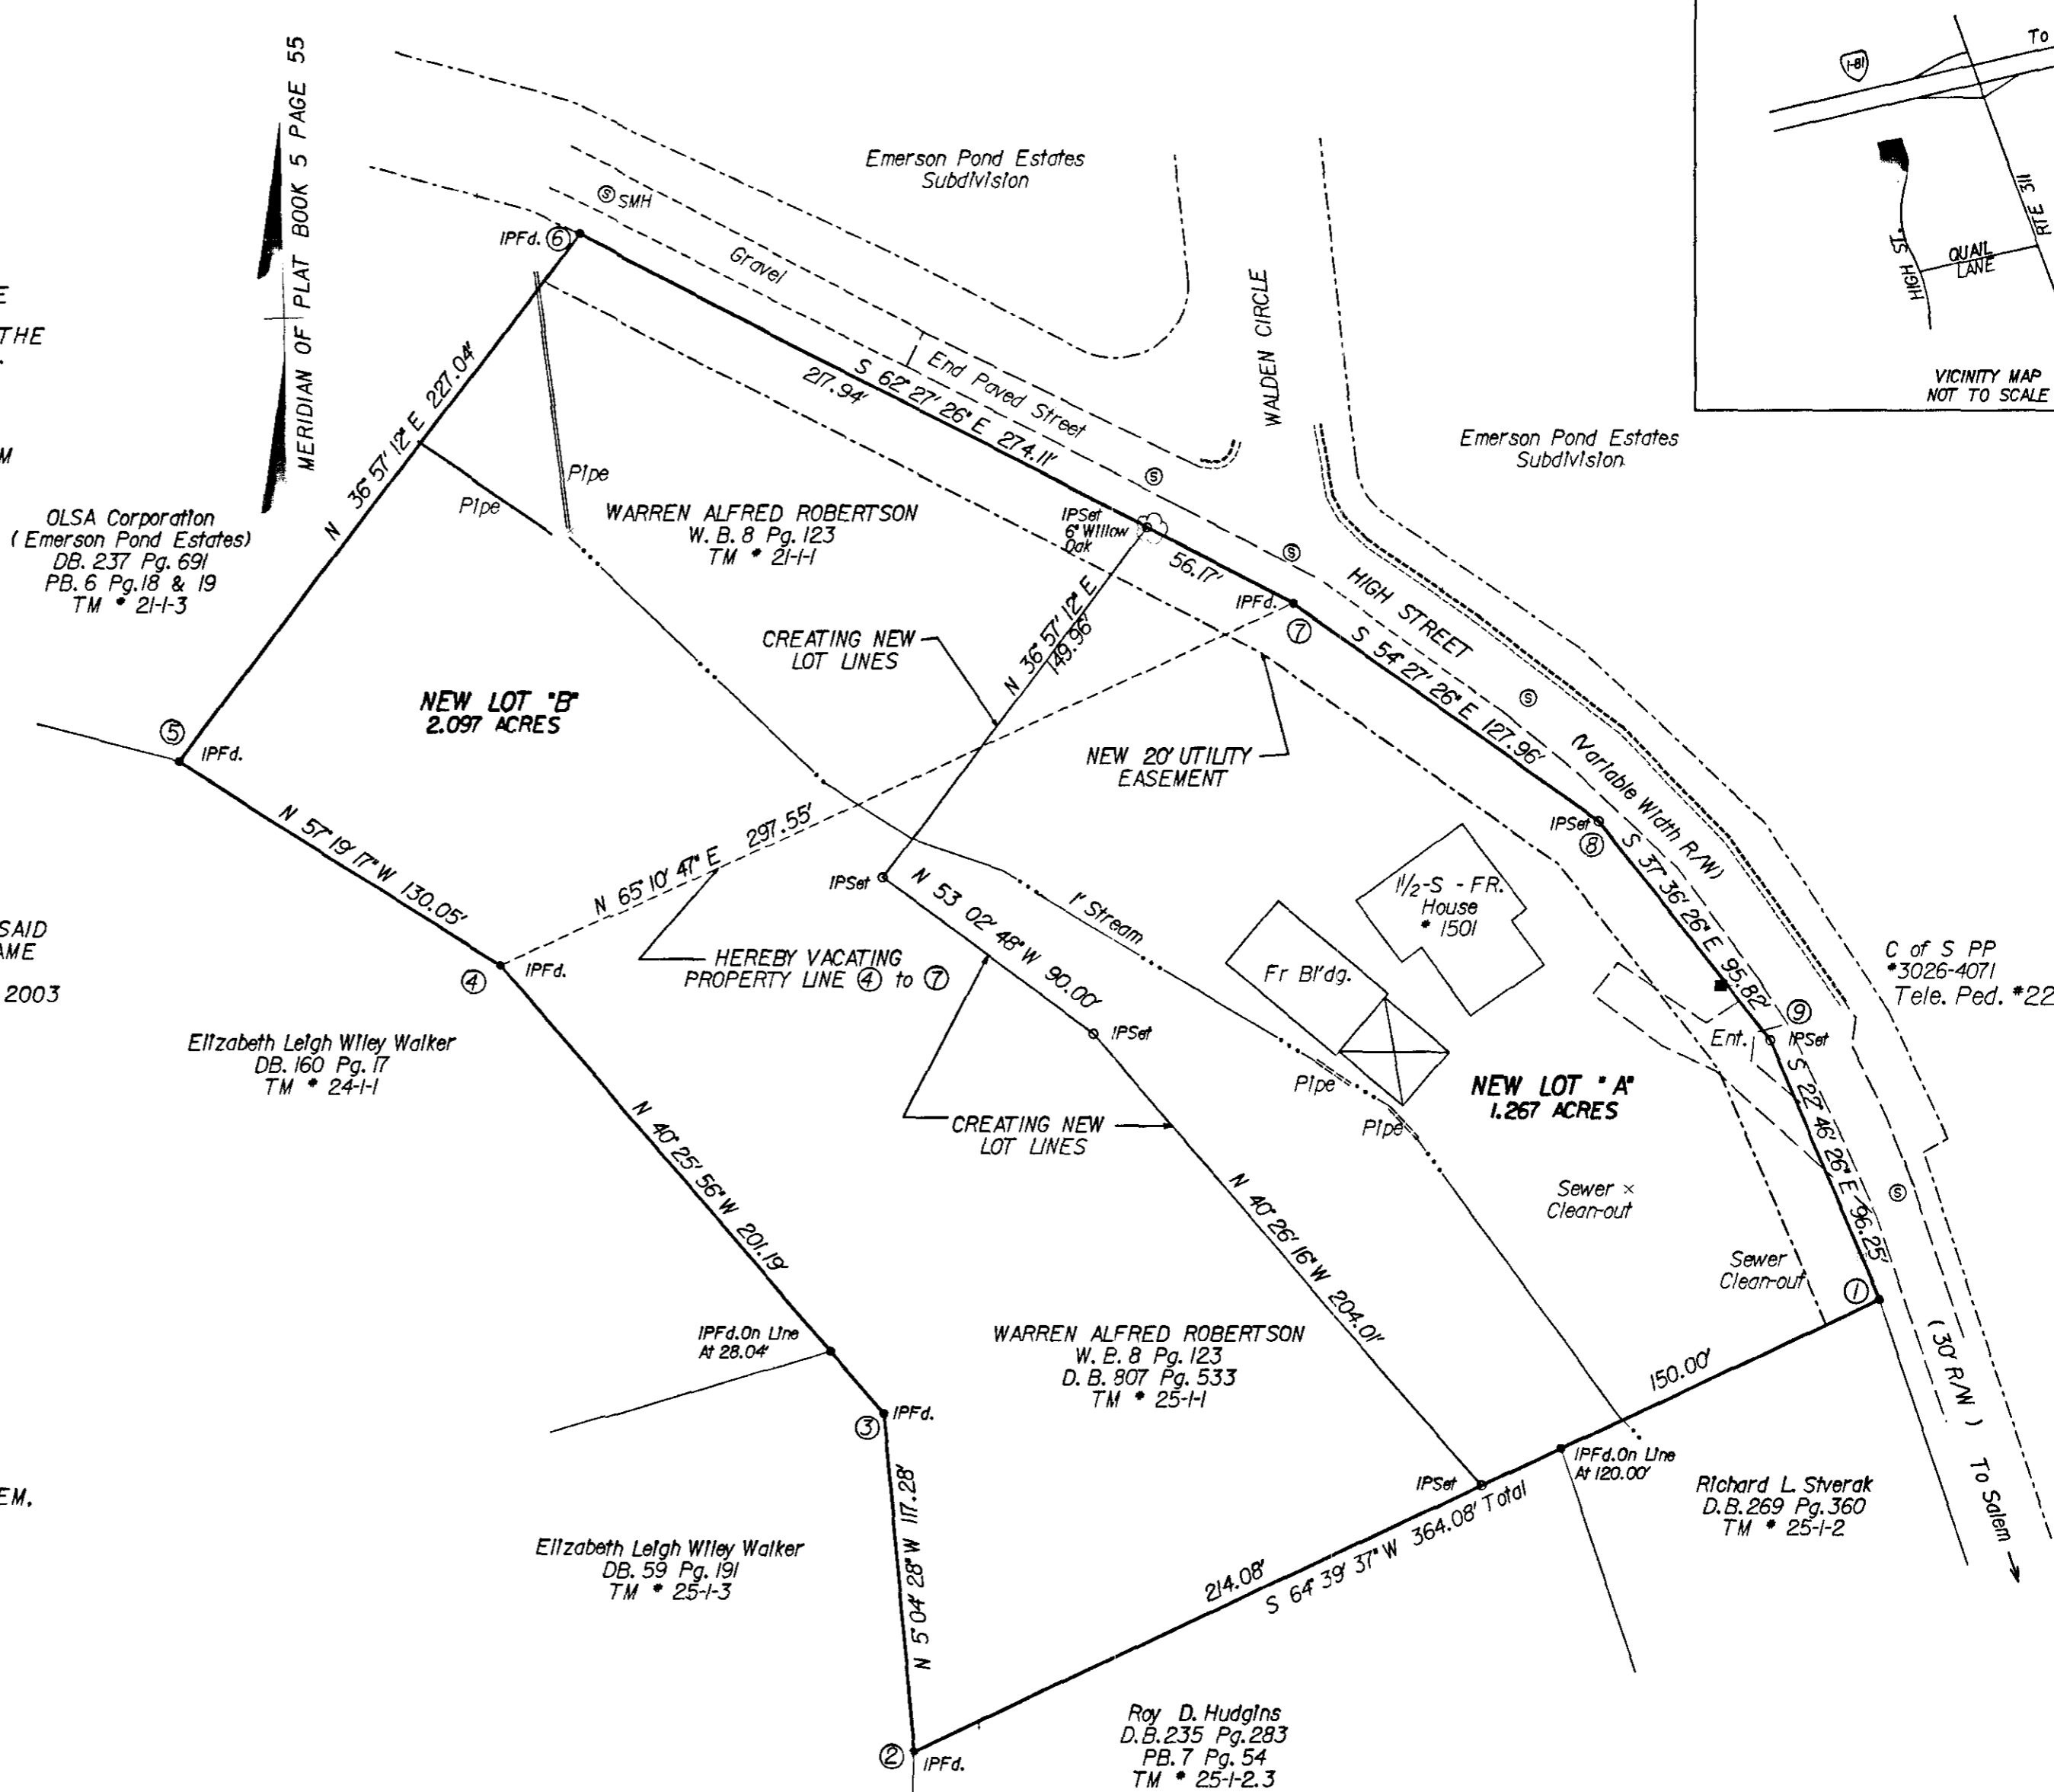 MERIDIAN OF PLAT BOOK 5 PAGE 55
To
I-81
RTE 311
HIGH ST.
HIGH
QUAIL
LANE
VICINITY MAP
NOT TO SCALE
E
THE
M
SAID
AME
2003
EM.
Emerson Pond Estates
Subdivision
S SMH
IPFd. 6
Gravel
End Paved Street
WALDEN CIRCLE
S 62° 27' 26" E 274.11'
217.94'
N 36° 57' 12" E 227.04'
Pipe
Pipe
Emerson Pond Estates
Subdivision
OLSA Corporation
(Emerson Pond Estates)
DB. 237 Pg. 691
PB. 6 Pg.18 & 19
TM * 21-1-3
WARREN ALFRED ROBERTSON
W. B. 8 Pg. 123
TM * 21-1-1
IPSet
6" Willow
Oak
S
56.17'
S
IPFd.
7
HIGH STREET
(Variable Width R/W)
S
CREATING NEW
LOT LINES
N 36° 57' 12" E
149.96'
S 54° 27' 26" E 127.96'
NEW LOT "B"
2.097 ACRES
NEW 20' UTILITY
EASEMENT
5
IPFd.
IPSet
8
S 37° 36' 26" E 95.82'
N 57° 19' 17" W 130.05'
N 65° 10' 47" E 297.55'
IPSet
N 53 02' 48" W 90.00'
1' Stream
1 1/2-S - FR.
House
* 1501
Fr Bl'dg.
C of S PP
*3026-4071
Tele. Ped. *22
4
IPFd.
HEREBY VACATING
PROPERTY LINE 4 to 7
IPSet
9
Ent.
IPSet
S 22° 46' 26" E 96.25'
Elizabeth Leigh Wiley Walker
DB. 160 Pg. 17
TM * 24-1-1
Pipe
Pipe
NEW LOT "A"
1.267 ACRES
CREATING NEW
LOT LINES
N 40° 25' 56" W 201.19'
N 40° 26' 16" W 204.01'
Sewer ×
Clean-out
S
Sewer
Clean-out
1
IPFd.On Line
At 28.04'
WARREN ALFRED ROBERTSON
W. B. 8 Pg. 123
D. B. 807 Pg. 533
TM * 25-1-1
150.00'
(30' R/W)
To Salem
3
IPFd.
IPSet
IPFd.On Line
At 120.00'
Richard L. Siverak
D.B.269 Pg.360
TM * 25-1-2
N 5° 04' 28" W 117.28'
Elizabeth Leigh Wiley Walker
DB. 59 Pg. 191
TM * 25-1-3
214.08'
S 64° 39' 37" W 364.08' Total
2
IPFd.
Roy D. Hudgins
D.B.235 Pg.283
PB. 7 Pg. 54
TM * 25-1-2.3